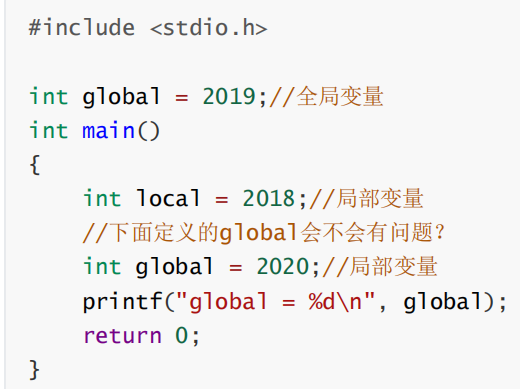 #include <stdio.h>
int global = 2019;//全局变量
int main()
{
    int local = 2018;//局部变量
    //下面定义的global会不会有问题？
    int global = 2020;//局部变量
    printf("global = %d\n", global);
    return 0;
}